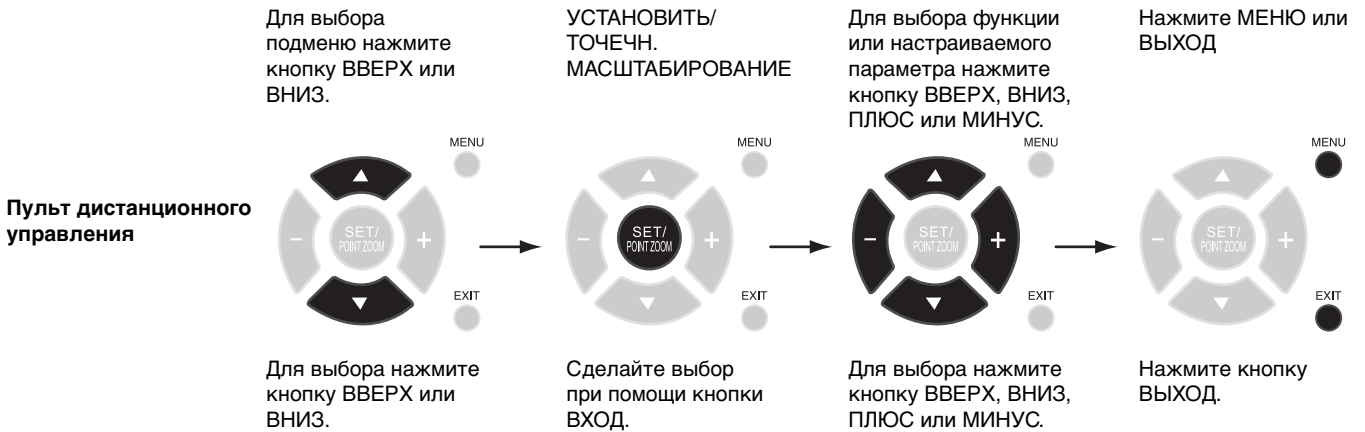 Для выбора
подменю нажмите
кнопку ВВЕРХ или
ВНИЗ.
УСТАНОВИТЬ/
ТОЧЕЧН.
МАСШТАБИРОВАНИЕ
Для выбора функции
или настраиваемого
параметра нажмите
кнопку ВВЕРХ, ВНИЗ,
ПЛЮС или МИНУС.
Нажмите МЕНЮ или
ВЫХОД
Пульт дистанционного
управления
MENU
−
SET/
POINT ZOOM
+
EXIT
MENU
−
SET/
POINT ZOOM
+
EXIT
MENU
−
SET/
POINT ZOOM
+
EXIT
MENU
−
SET/
POINT ZOOM
+
EXIT
Для выбора нажмите
кнопку ВВЕРХ или
ВНИЗ.
Сделайте выбор
при помощи кнопки
ВХОД.
Для выбора нажмите
кнопку ВВЕРХ, ВНИЗ,
ПЛЮС или МИНУС.
Нажмите кнопку
ВЫХОД.